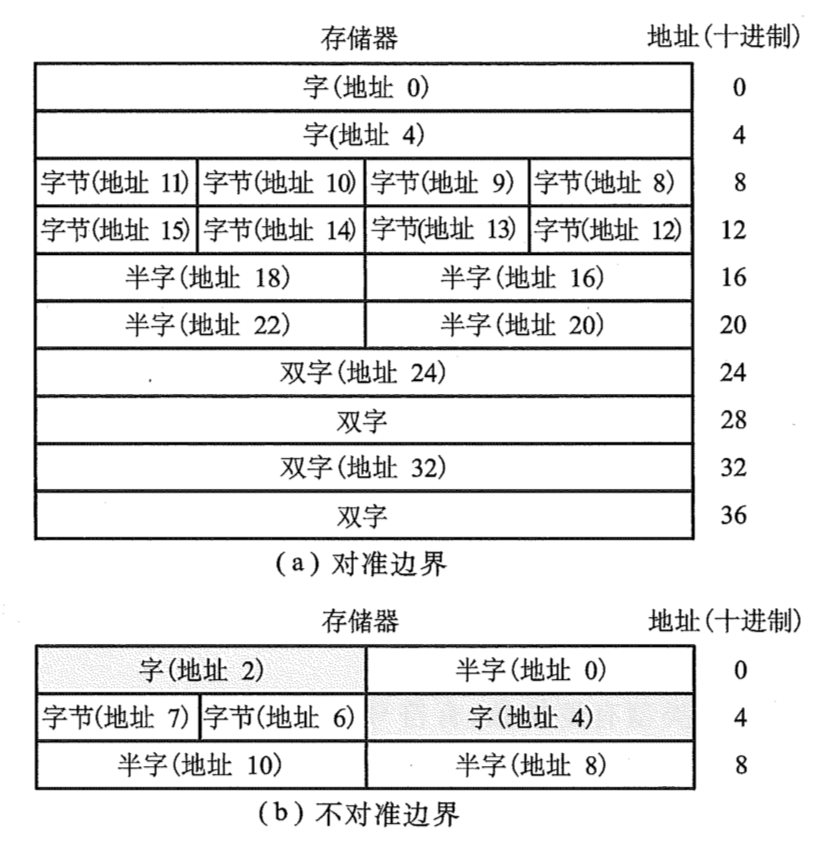 存储器 地址(十进制)
字(地址 0) 0
字(地址 4) 4
字节(地址 11) 字节(地址 10) 字节(地址 9) 字节(地址 8) 8
字节(地址 15) 字节(地址 14) 字节(地址 13) 字节(地址 12) 12
半字(地址 18) 半字(地址 16) 16
半字(地址 22) 半字(地址 20) 20
双字(地址 24) 24
双字 28
双字(地址 32) 32
双字 36
(a)对准边界
存储器 地址(十进制)
字(地址 2) 半字(地址 0) 0
字节(地址 7) 字节(地址 6) 字(地址 4) 4
半字(地址 10) 半字(地址 8) 8
(b)不对准边界